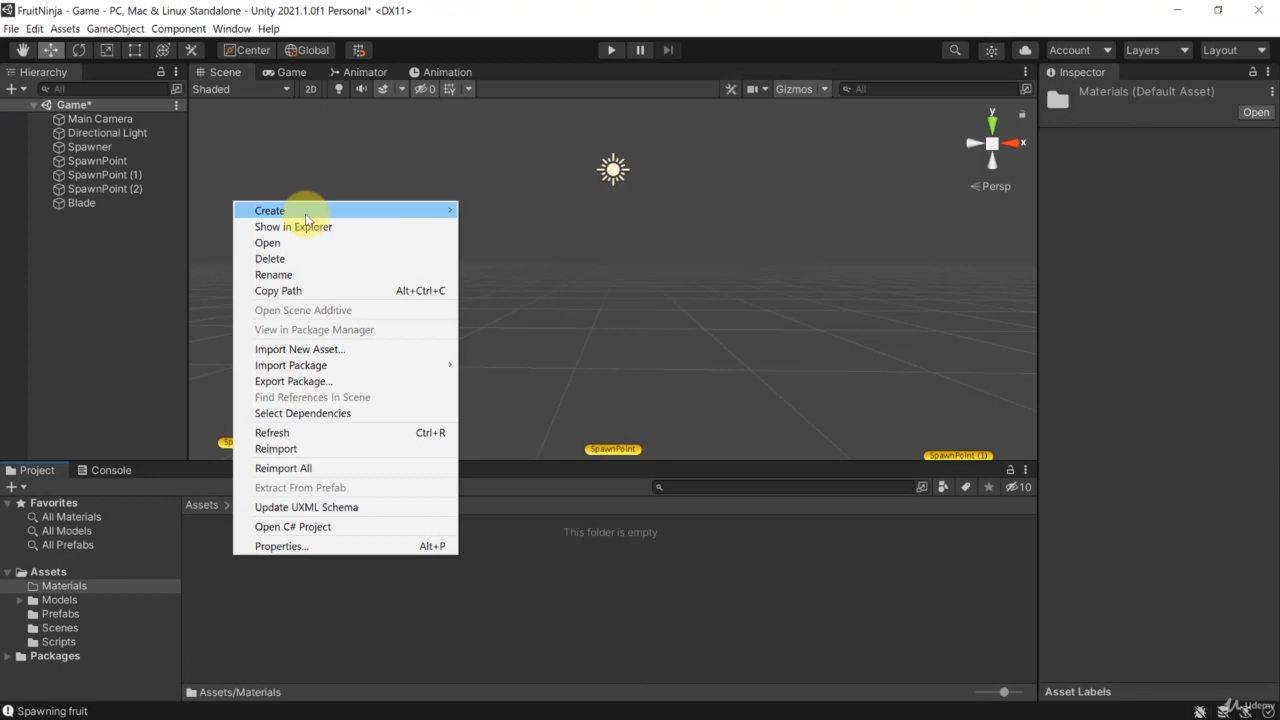 FruitNinja - Game - PC, Mac & Linux Standalone - Unity 2021.1.0f1 Personal* <DX11>
File Edit Assets GameObject Component Window Help
Center Global Account Layers Layout
Hierarchy Scene Game Animator Animation Inspector
All Shaded 2D 0 Gizmos All
Game*
Main Camera
Directional Light
Spawner
SpawnPoint
SpawnPoint (1)
SpawnPoint (2)
Blade
Materials (Default Asset)
Open
y
x
Persp
Create
Show in Explorer
Open
Delete
Rename
Copy Path Alt+Ctrl+C
Open Scene Additive
View in Package Manager
Import New Asset...
Import Package
Export Package...
Find References In Scene
Select Dependencies
Refresh Ctrl+R
Reimport
Reimport All
Extract From Prefab
Update UXML Schema
Open C# Project
Properties... Alt+P
Sp
SpawnPoint
SpawnPoint (1)
Project Console
10
Favorites
All Materials
All Models
All Prefabs
Assets
Materials
Models
Prefabs
Scenes
Scripts
Packages
Assets >
This folder is empty
Assets/Materials
Asset Labels
Spawning fruit
Udemy